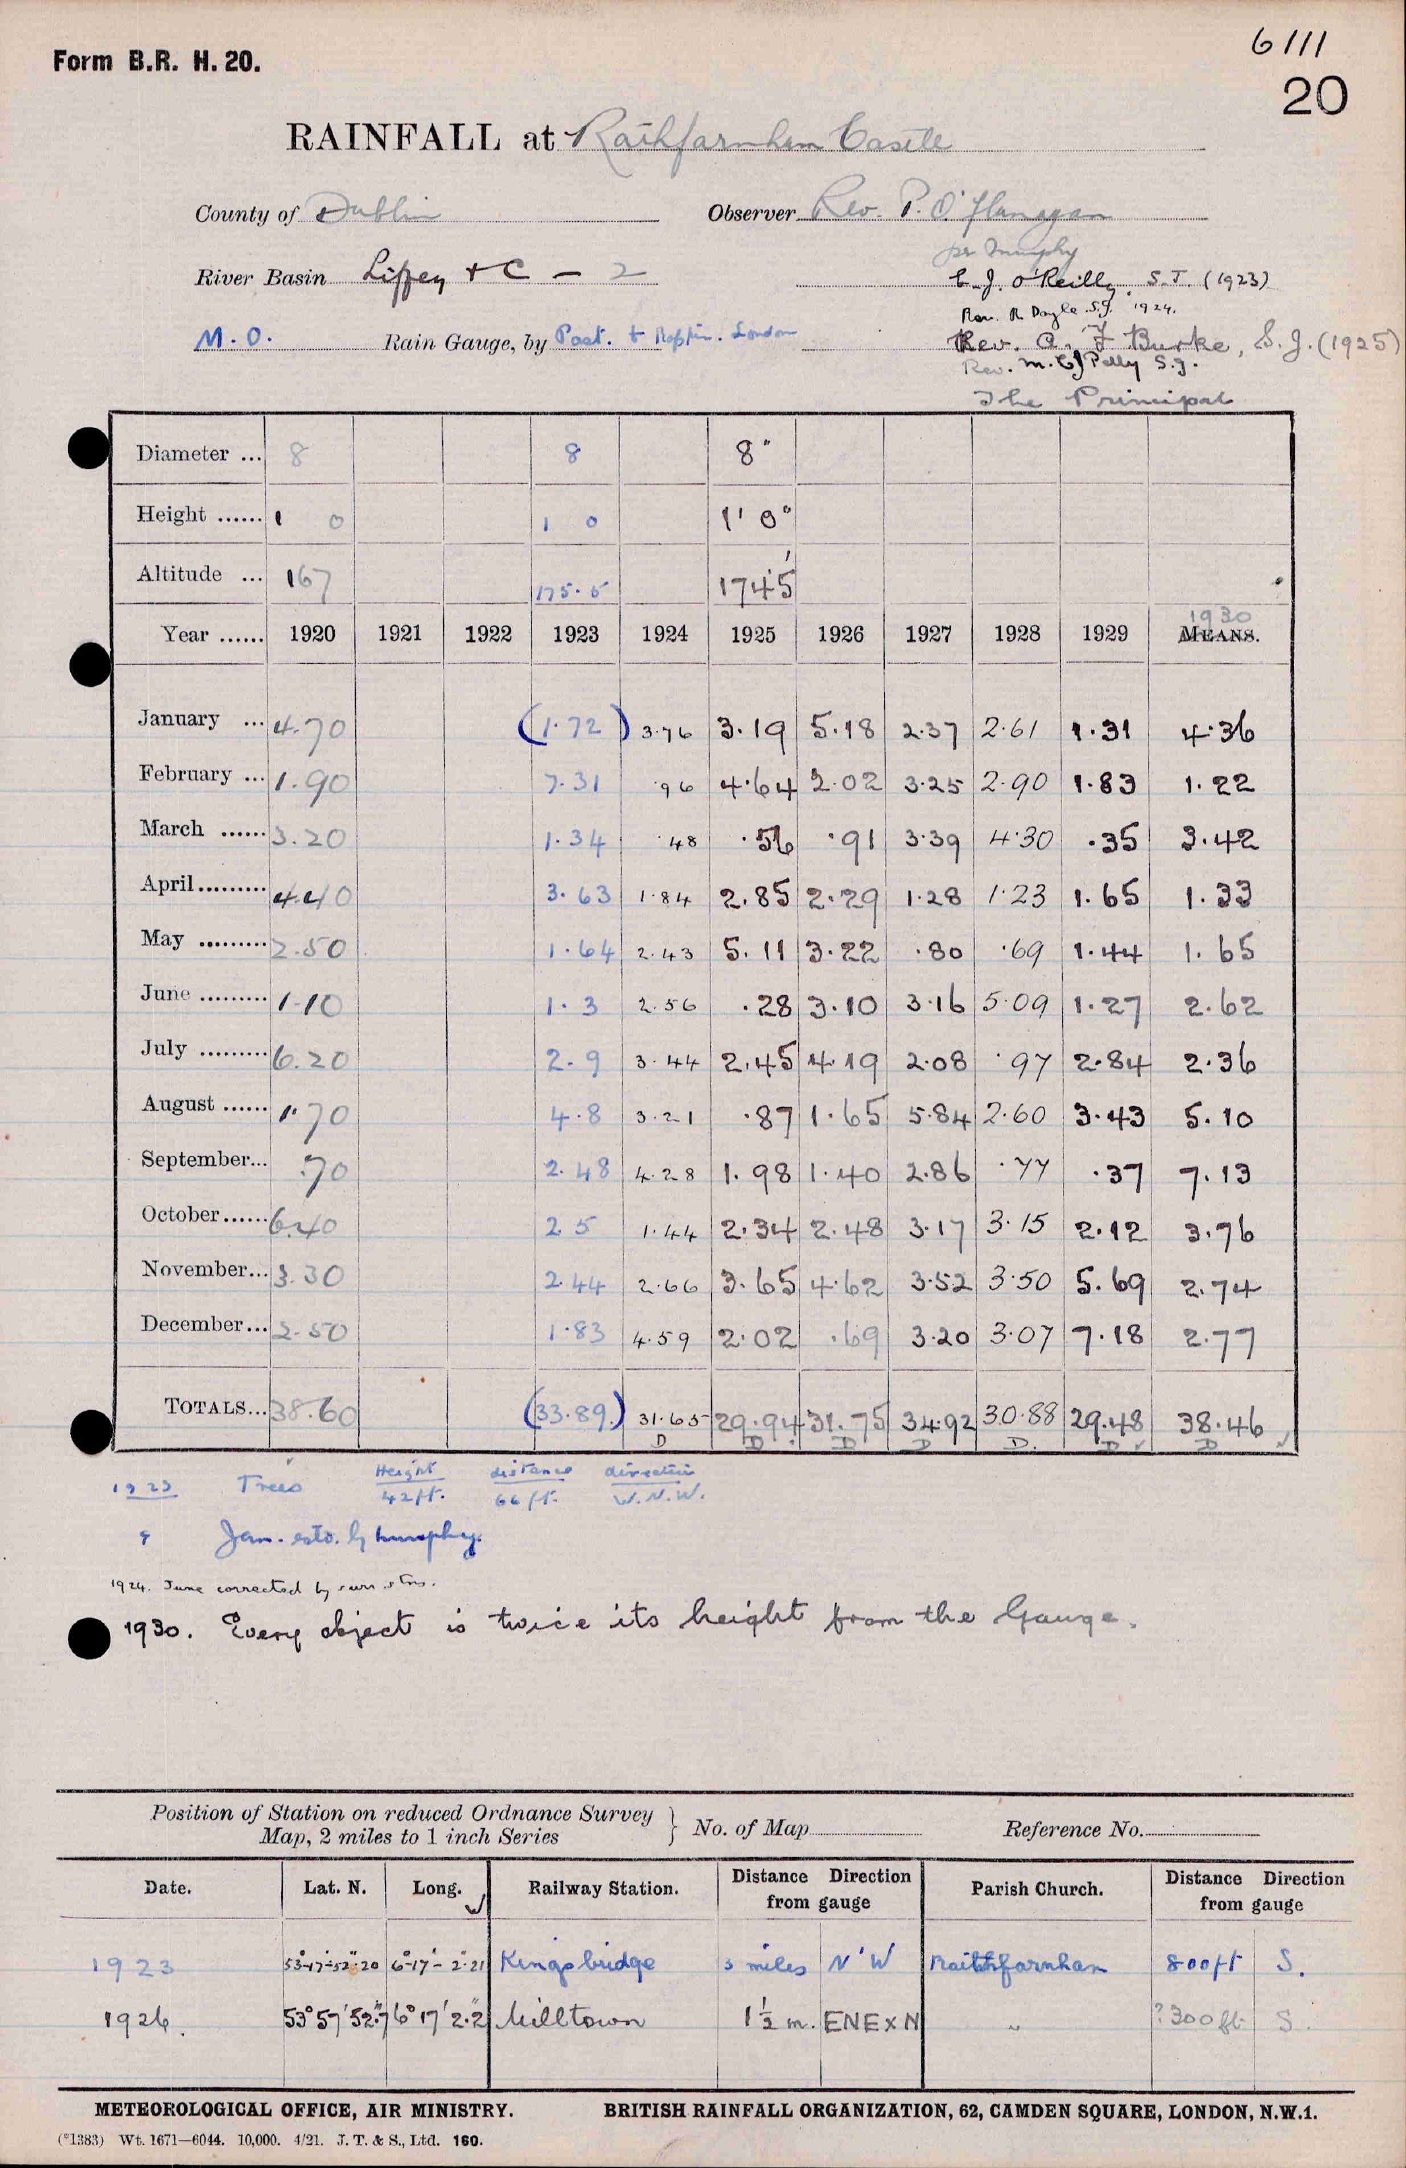 Form B.R. H. 20.
6111
20
RAINFALL at Rathfarnham Castle
County of Dublin Observer Rev. P. O'Flanagan
per Murphy
River Basin Liffey & C — 2 C. J. O'Reilly, S.J. (1923)
Rev. R. Doyle S.J. 1924.
M.O. Rain Gauge, by London Rev. A. F Burke, S.J. (1925)
Rev. M. C. Pelly S.J.
The Principal
Diameter ... 8 8 8"
Height ...... 1 0 1 0 1' 0"
Altitude ... 167 175.5 174.5'
1930
Year ...... 1920 1921 1922 1923 1924 1925 1926 1927 1928 1929 MEANS.
January ... 4.70 (1.72) 3.76 3.19 5.18 2.37 2.61 1.31 4.36
February ... 1.90 7.31 .96 4.64 2.02 3.25 2.90 1.83 1.22
March ...... 3.20 1.34 .48 .56 .91 3.39 4.30 .35 3.42
April ......... 4.40 3.63 1.84 2.85 2.29 1.28 1.23 1.65 1.33
May ......... 2.50 1.64 2.43 5.11 3.22 .80 .69 1.44 1.65
June ......... 1.10 1.3 2.56 .28 3.10 3.16 5.09 1.27 2.62
July ......... 6.20 2.9 3.44 2.45 4.19 2.08 .97 2.84 2.36
August ...... 1.70 4.8 3.21 .87 1.65 5.84 2.60 3.43 5.10
September... .70 2.48 4.28 1.98 1.40 2.86 .77 .37 7.13
October...... 6.40 2 5 1.44 2.34 2.48 3.17 3.15 2.12 3.76
November... 3.30 2.44 2.66 3.65 4.62 3.52 3.50 5.69 2.74
December... 2.50 1.83 4.59 2.02 .69 3.20 3.07 7.18 2.77
TOTALS... 38.60 (33.89) 31.65 29.94 31.75 34.92 30.88 29.48 38.46
D D D D D. D D
1923 Trees Height distance direction
42ft. 66 ft. W.N.W.
Jan. esto. by Murphy.
1924. June corrected by surr stns.
1930. Every object is twice its height from the Gauge.
Position of Station on reduced Ordnance Survey
Map, 2 miles to 1 inch Series } No. of Map Reference No.
Date. Lat. N. Long. W Railway Station. Distance Direction from gauge Parish Church. Distance Direction from gauge
1923 53°-17'-52".20 6°-17'-2".21 Kingsbridge 3 miles N W Rathfarnham 800ft S.
1926. 53° 57' 52".7 6° 17' 2".2 Milltown 1½ m. ENE x N " ? 300 ft. S.
METEOROLOGICAL OFFICE, AIR MINISTRY. BRITISH RAINFALL ORGANIZATION, 62, CAMDEN SQUARE, LONDON, N.W.1.
(*1383) Wt. 1671—6044. 10,000. 4/21. J. T. & S., Ltd. 160.